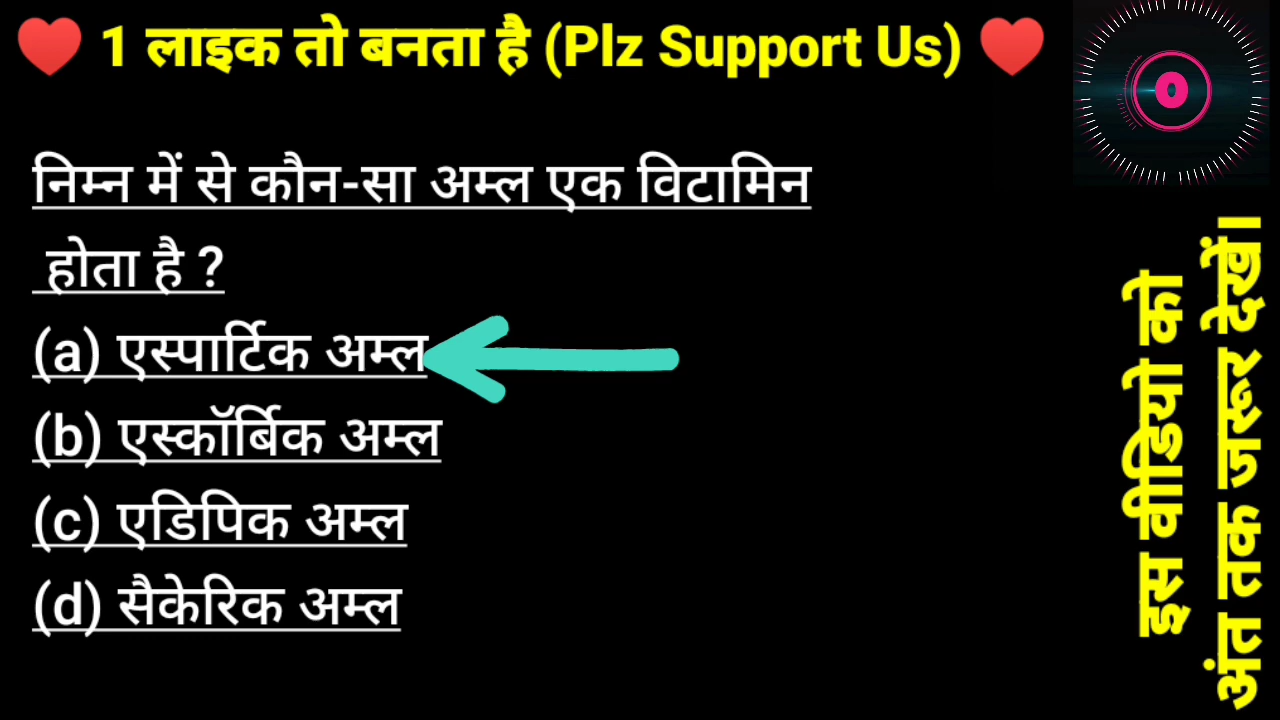 ❤️ 1 लाइक तो बनता है (Plz Support Us) ❤️
O
निम्न में से कौन-सा अम्ल एक विटामिन
होता है ?
(a) एस्पार्टिक अम्ल
(b) एस्कॉर्बिक अम्ल
(c) एडिपिक अम्ल
(d) सैकेरिक अम्ल
इस वीडियो को
अंत तक जरूर देखें।